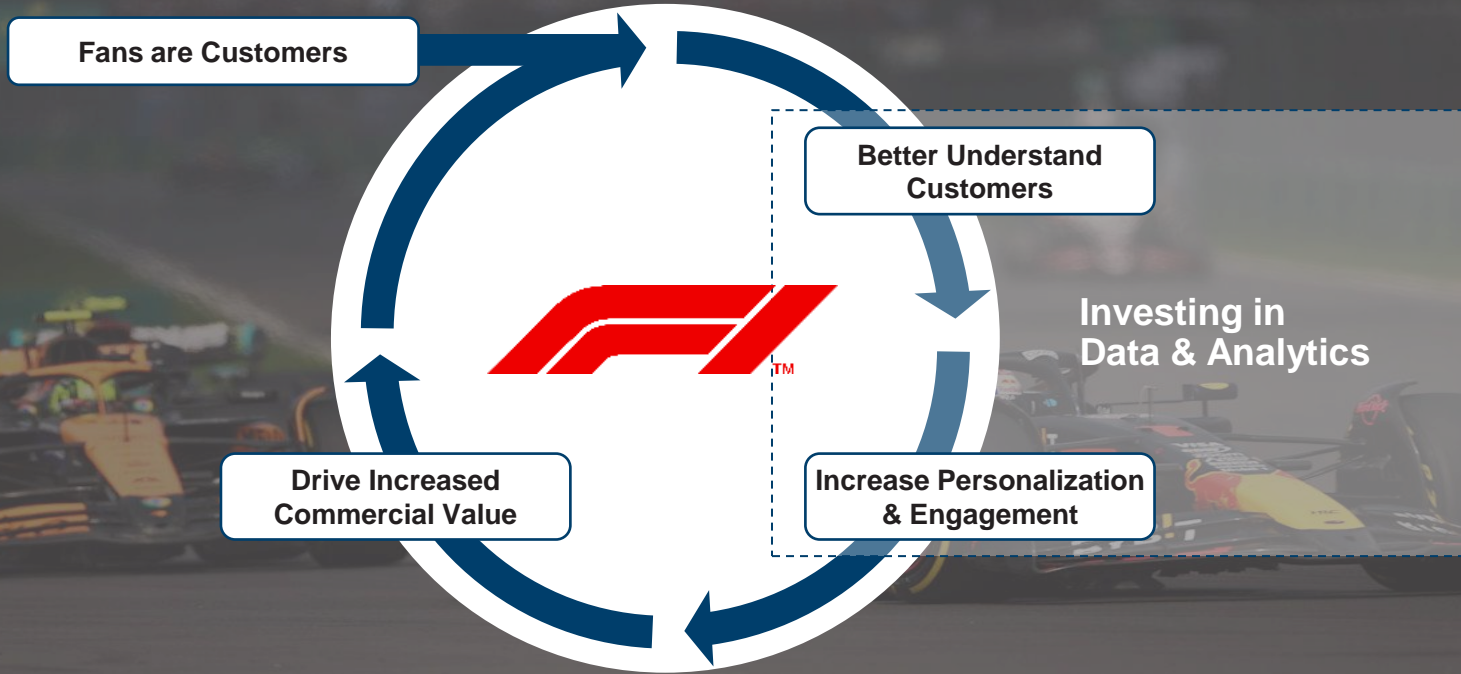 Fans are Customers
Better Understand
Customers
Investing in
Data & Analytics
TM
Increase Personalization
& Engagement
Drive Increased
Commercial Value